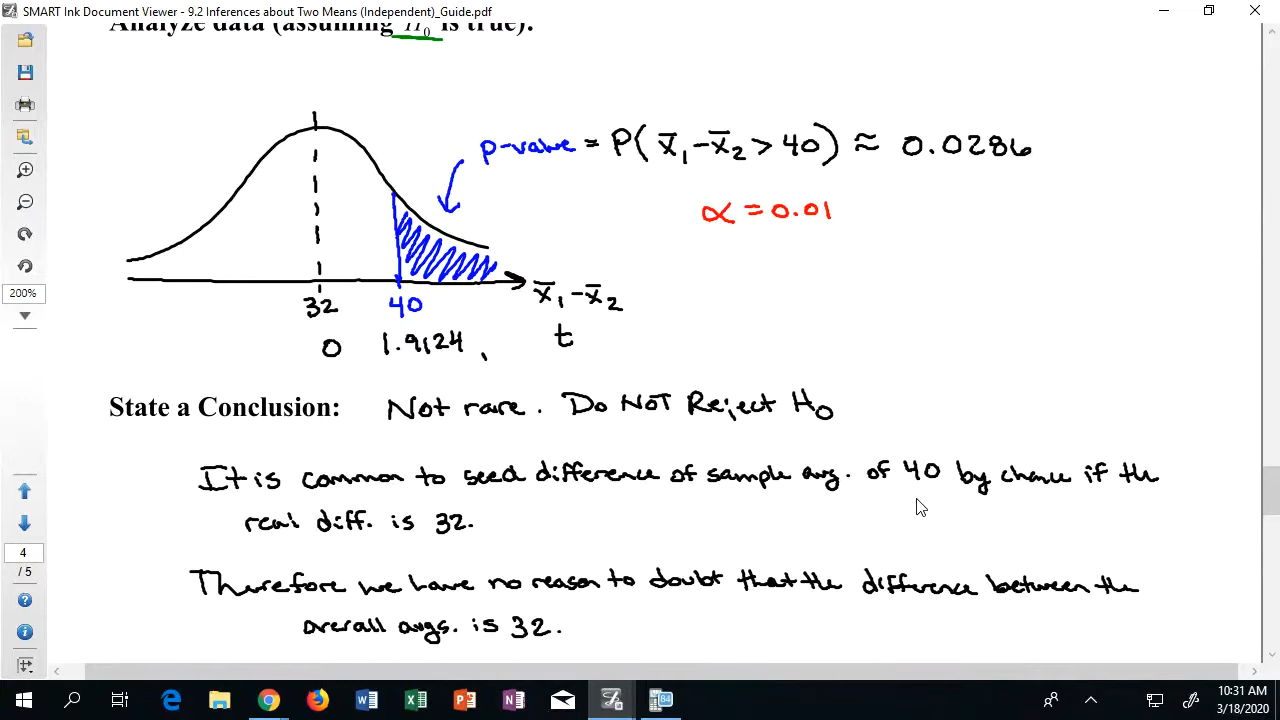 SMART Ink Document Viewer - 9.2 Inferences about Two Means (Independent)_Guide.pdf
Analyze data (assuming H₀ is true):
p-value = P(x̄₁-x̄₂ > 40) ≈ 0.0286
α = 0.01
200%
x̄₁-x̄₂
32 40
0 1.9124 t
State a Conclusion: Not rare. Do NOT Reject H₀
It is common to see a difference of sample avg. of 40 by chance if the
real diff. is 32.
4
/ 5
Therefore we have no reason to doubt that the difference between the
overall avgs. is 32.
10:31 AM
3/18/2020